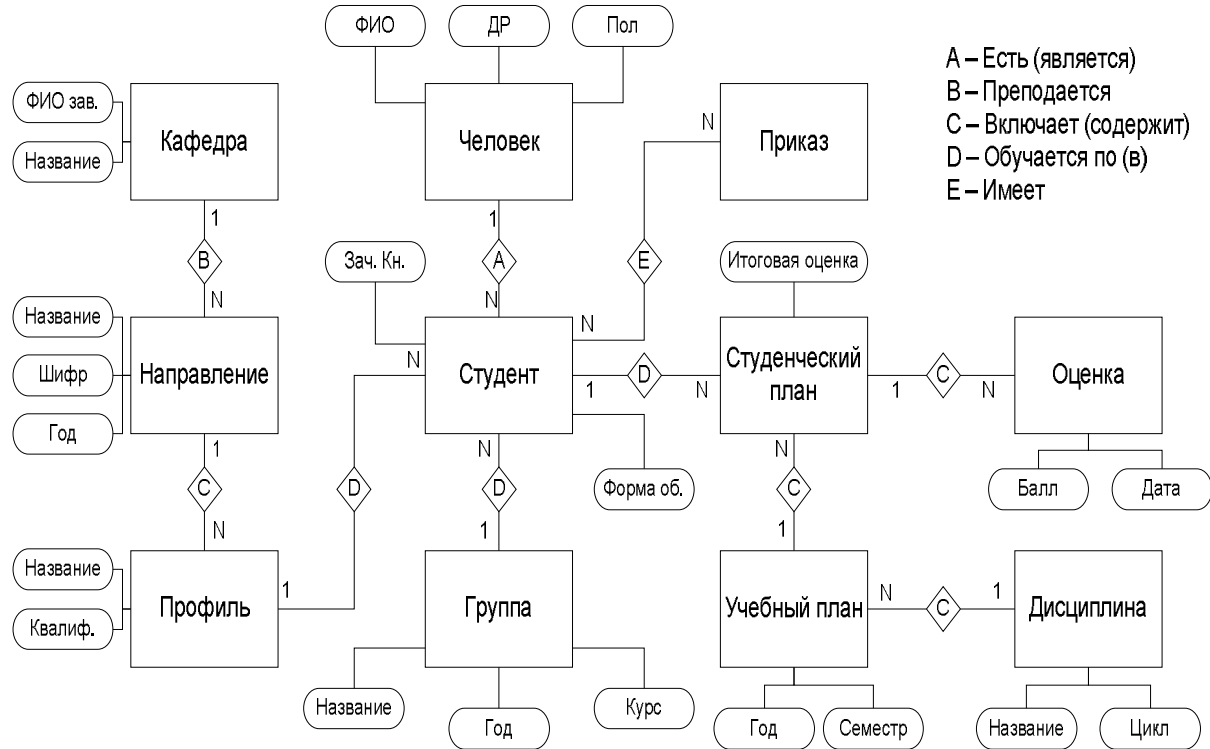 ФИО
ДР
Пол
А – Есть (является)
В – Преподается
С – Включает (содержит)
D – Обучается по (в)
Е – Имеет
ФИО зав.
Название
Кафедра
Человек
N
Приказ
1
1
В
Зач. Кн.
А
Е
Итоговая оценка
N
N
N
Название
Шифр
Год
Направление
N
Студент
1
D
N
Студенческий план
1
С
N
Оценка
1
С
N
D
N
D
1
Форма об.
N
С
1
Балл
Дата
Название
Квалиф.
Профиль
1
Группа
Учебный план
N
С
1
Дисциплина
Название
Год
Курс
Год
Семестр
Название
Цикл